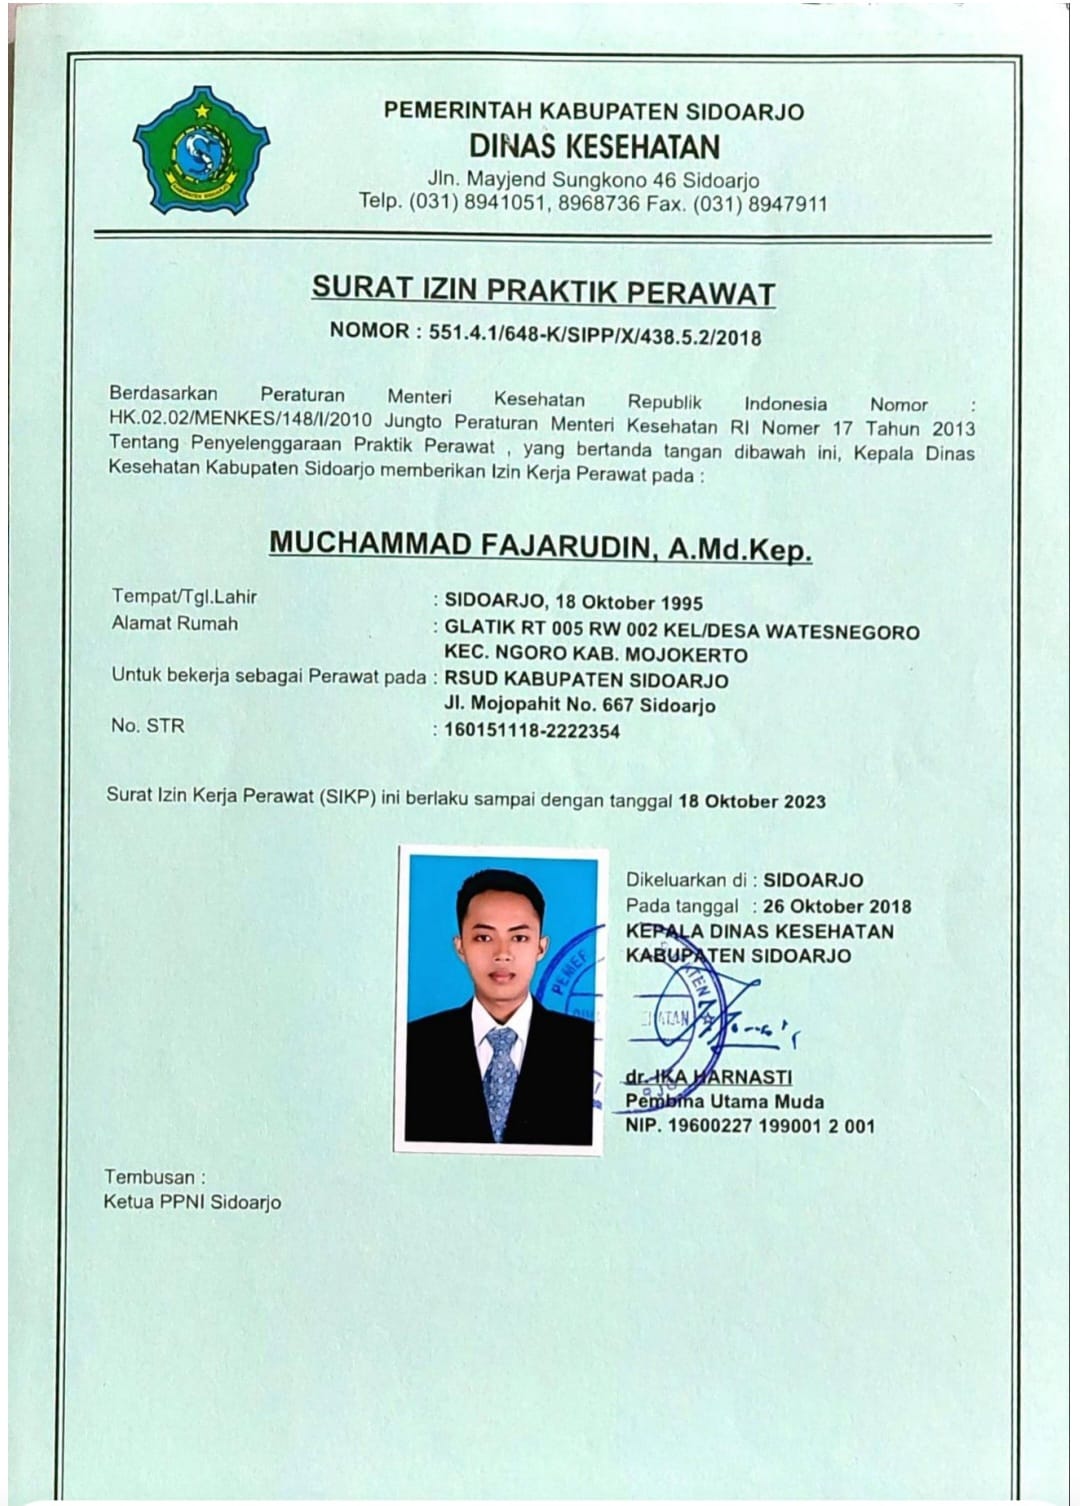 PEMERINTAH KABUPATEN SIDOARJO
DINAS KESEHATAN
Jln. Mayjend Sungkono 46 Sidoarjo
Telp. (031) 8941051, 8968736 Fax. (031) 8947911
KABUPATEN SIDOARJO
SURAT IZIN PRAKTIK PERAWAT
NOMOR : 551.4.1/648-K/SIPP/X/438.5.2/2018
Berdasarkan Peraturan Menteri Kesehatan Republik Indonesia Nomor :
HK.02.02/MENKES/148/I/2010 Jungto Peraturan Menteri Kesehatan RI Nomer 17 Tahun 2013
Tentang Penyelenggaraan Praktik Perawat , yang bertanda tangan dibawah ini, Kepala Dinas
Kesehatan Kabupaten Sidoarjo memberikan Izin Kerja Perawat pada :
MUCHAMMAD FAJARUDIN, A.Md.Kep.
Tempat/Tgl.Lahir : SIDOARJO, 18 Oktober 1995
Alamat Rumah : GLATIK RT 005 RW 002 KEL/DESA WATESNEGORO
KEC. NGORO KAB. MOJOKERTO
Untuk bekerja sebagai Perawat pada : RSUD KABUPATEN SIDOARJO
Jl. Mojopahit No. 667 Sidoarjo
No. STR : 160151118-2222354
Surat Izin Kerja Perawat (SIKP) ini berlaku sampai dengan tanggal 18 Oktober 2023
Dikeluarkan di : SIDOARJO
Pada tanggal : 26 Oktober 2018
KEPALA DINAS KESEHATAN
KABUPATEN SIDOARJO
dr. IKA HARNASTI
Pembina Utama Muda
NIP. 19600227 199001 2 001
Tembusan :
Ketua PPNI Sidoarjo